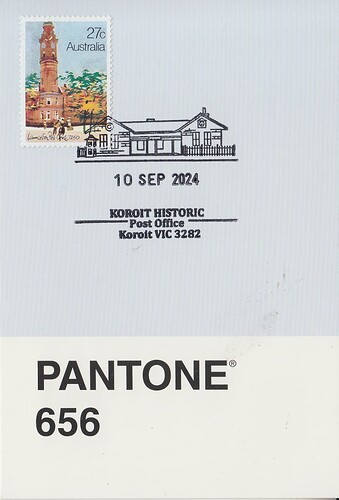 27c
Australia
10 SEP 2024
KOROIT HISTORIC
Post Office
Koroit VIC 3282
PANTONE®
656